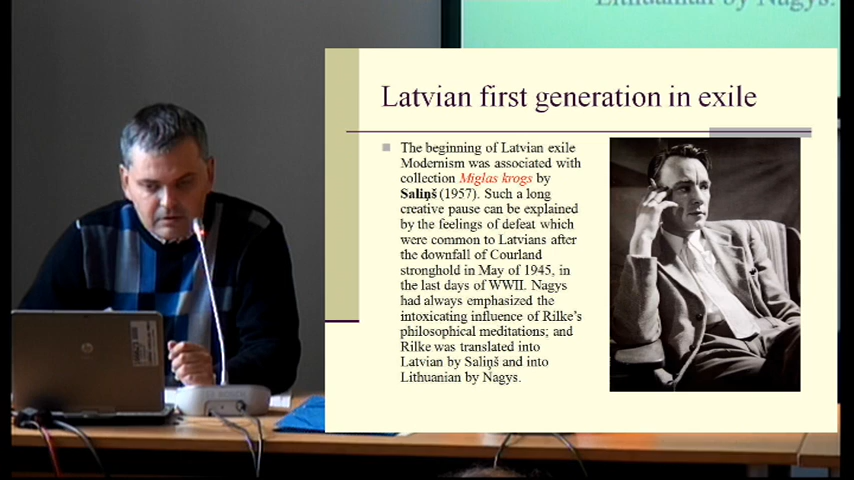 Lithuanian by Nagys.
Latvian first generation in exile
The beginning of Latvian exile
Modernism was associated with
collection Miglas krogs by
Saliņš (1957). Such a long
creative pause can be explained
by the feelings of defeat which
were common to Latvians after
the downfall of Courland
stronghold in May of 1945, in
the last days of WWII. Nagys
had always emphasized the
intoxicating influence of Rilke's
philosophical meditations; and
Rilke was translated into
Latvian by Saliņš and into
Lithuanian by Nagys.